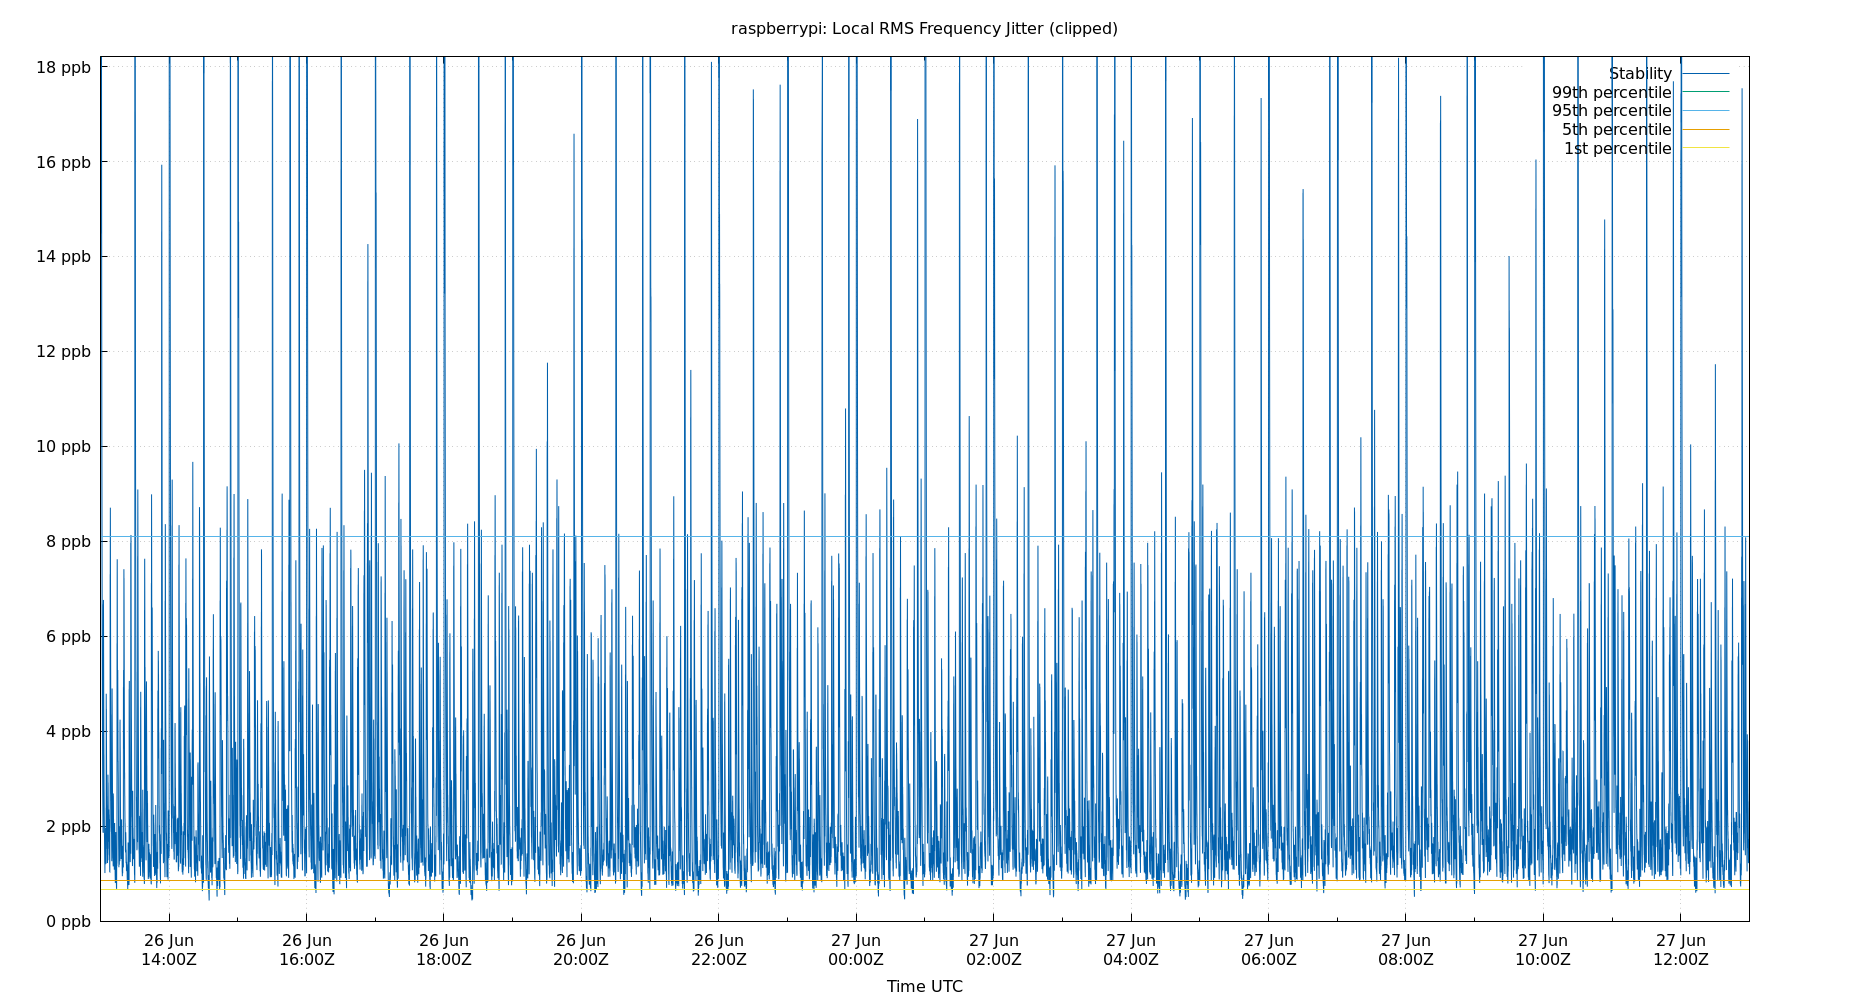 raspberrypi: Local RMS Frequency Jitter (clipped)
18 ppb
16 ppb
14 ppb
12 ppb
10 ppb
8 ppb
6 ppb
4 ppb
2 ppb
0 ppb
Stability
99th percentile
95th percentile
5th percentile
1st percentile
26 Jun 26 Jun 26 Jun 26 Jun 26 Jun 27 Jun 27 Jun 27 Jun 27 Jun 27 Jun 27 Jun 27 Jun
14:00Z 16:00Z 18:00Z 20:00Z 22:00Z 00:00Z 02:00Z 04:00Z 06:00Z 08:00Z 10:00Z 12:00Z
Time UTC